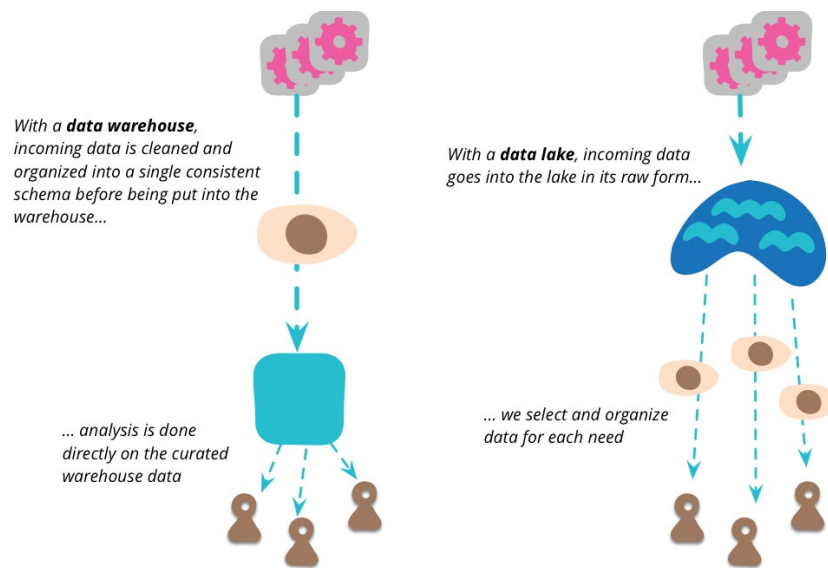 With a data warehouse,
incoming data is cleaned and
organized into a single consistent
schema before being put into the
warehouse...
... analysis is done
directly on the curated
warehouse data
With a data lake, incoming data
goes into the lake in its raw form...
... we select and organize
data for each need